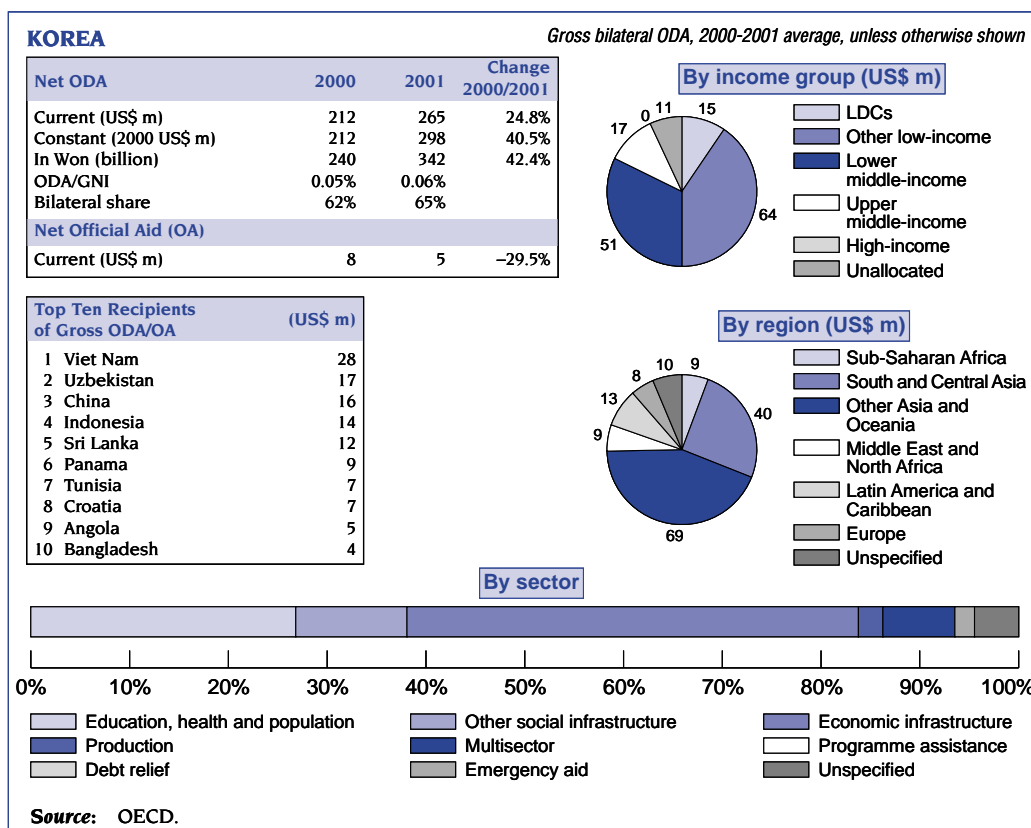 KOREA
Gross bilateral ODA, 2000-2001 average, unless otherwise shown
Net ODA 2000 2001 Change 2000/2001
Current (US$ m) 212 265 24.8%
Constant (2000 US$ m) 212 298 40.5%
In Won (billion) 240 342 42.4%
ODA/GNI 0.05% 0.06%
Bilateral share 62% 65%
Net Official Aid (OA)
Current (US$ m) 8 5 –29.5%
By income group (US$ m)
0 11 15
17
64
51
LDCs
Other low-income
Lower
middle-income
Upper
middle-income
High-income
Unallocated
Top Ten Recipients
of Gross ODA/OA (US$ m)
1 Viet Nam 28
2 Uzbekistan 17
3 China 16
4 Indonesia 14
5 Sri Lanka 12
6 Panama 9
7 Tunisia 7
8 Croatia 7
9 Angola 5
10 Bangladesh 4
By region (US$ m)
8 10 9
13 40
9
69
Sub-Saharan Africa
South and Central Asia
Other Asia and
Oceania
Middle East and
North Africa
Latin America and
Caribbean
Europe
Unspecified
By sector
0% 10% 20% 30% 40% 50% 60% 70% 80% 90% 100%
Education, health and population Other social infrastructure Economic infrastructure
Production Multisector Programme assistance
Debt relief Emergency aid Unspecified
Source: OECD.